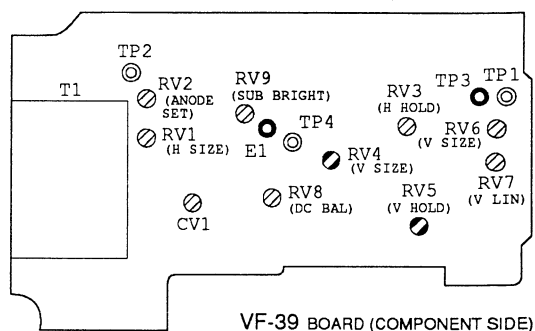 TP2
T1
RV2
(ANODE
SET)
RV1
(H SIZE)
RV9
(SUB BRIGHT)
E1
TP4
RV3
(H HOLD)
TP3
TP1
RV6
(V SIZE)
RV4
(V SIZE)
RV7
(V LIN)
RV5
(V HOLD)
RV8
(DC BAL)
CV1
VF-39 BOARD (COMPONENT SIDE)